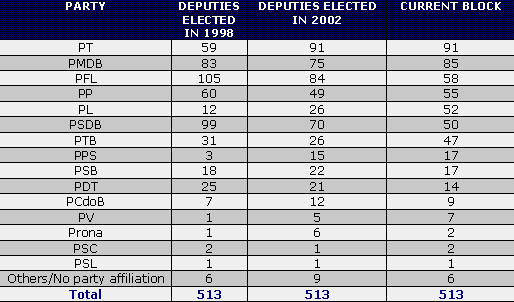 PARTY DEPUTIES ELECTED IN 1998 DEPUTIES ELECTED IN 2002 CURRENT BLOCK
PT 59 91 91
PMDB 83 75 85
PFL 105 84 58
PP 60 49 55
PL 12 26 52
PSDB 99 70 50
PTB 31 26 47
PPS 3 15 17
PSB 18 22 17
PDT 25 21 14
PCdoB 7 12 9
PV 1 5 7
Prona 1 6 2
PSC 2 1 1
PSL 1 1 1
Others/No party affiliation 6 9 6
Total 513 513 513